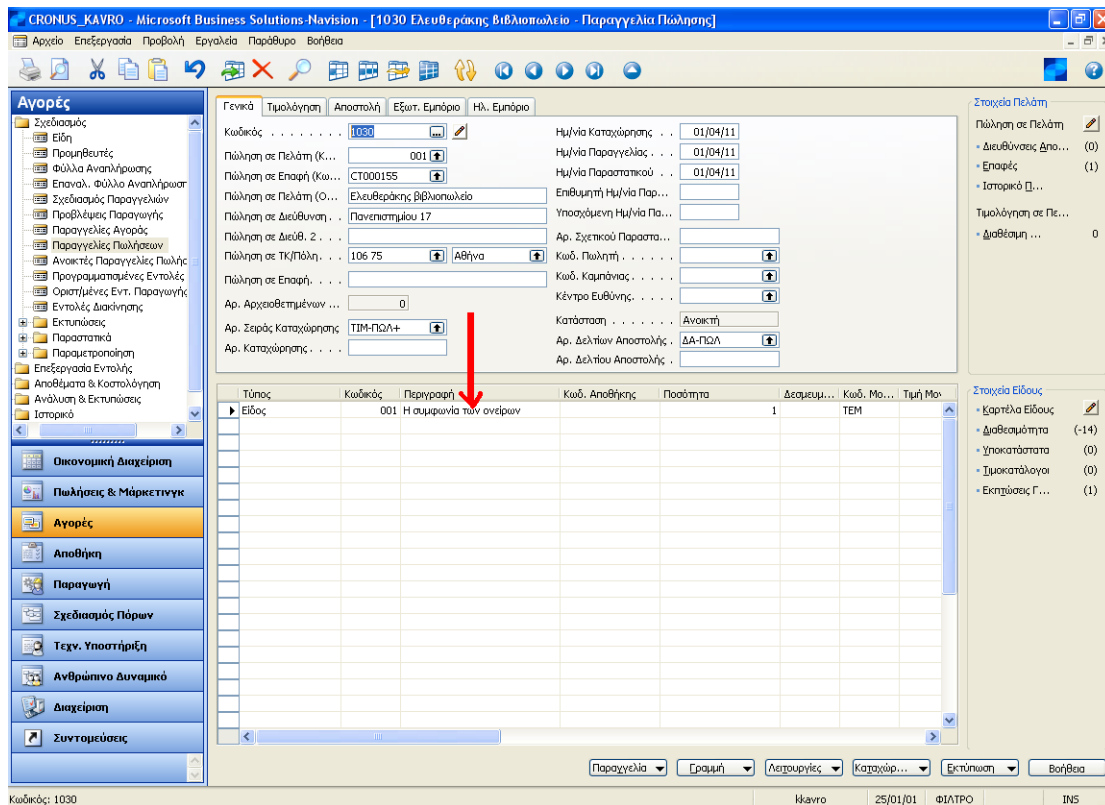 CRONUS_KAVRO - Microsoft Business Solutions-Navision - [1030 Ελευθεράκης Βιβλιοπωλείο - Παραγγελία Πώλησης]
Αρχείο Επεξεργασία Προβολή Εργαλεία Παράθυρο Βοήθεια
Αγορές
Σχεδιασμός
Είδη
Προμηθευτές
Φύλλα Αναπλήρωσης
Επαναλ. Φύλλο Αναπλήρωσr
Σχεδιασμός Παραγγελιών
Προβλέψεις Παραγωγής
Παραγγελίες Αγοράς
Παραγγελίες Πωλήσεων
Ανοικτές Παραγγελίες Πωλής
Προγραμματισμένες Εντολές
Οριστ/μένες Εντ. Παραγωγής
Εντολές Διακίνησης
Εκτυπώσεις
Παραστατικά
Παραμετροποίηση
Επεξεργασία Εντολής
Αποθέματα & Κοστολόγηση
Ανάλυση & Εκτυπώσεις
Ιστορικό
Οικονομική Διαχείριση
Πωλήσεις & Μάρκετινγκ
Αγορές
Αποθήκη
Παραγωγή
Σχεδιασμός Πόρων
Τεχν. Υποστήριξη
Ανθρώπινο Δυναμικό
Διαχείριση
Συντομεύσεις
Γενικά Τιμολόγηση Αποστολή Εξωτ. Εμπόριο Ηλ. Εμπόριο
Κωδικός . . . . . . . . 1030 ...
Πώληση σε Πελάτη (Κ... 001
Πώληση σε Επαφή (Κω... CT000155
Πώληση σε Πελάτη (Ο... Ελευθεράκης βιβλιοπωλείο
Πώληση σε Διεύθυνση . . Πανεπιστημίου 17
Πώληση σε Διεύθ. 2 . . .
Πώληση σε ΤΚ/Πόλη. . . 106 75 Αθήνα
Πώληση σε Επαφή. . . .
Αρ. Αρχειοθετημένων ... 0
Αρ. Σειράς Καταχώρησης ΤΙΜ-ΠΩΛ+
Αρ. Καταχώρησης . . . .
Ημ/νία Καταχώρησης . . 01/04/11
Ημ/νία Παραγγελίας . . . 01/04/11
Ημ/νία Παραστατικού . . 01/04/11
Επιθυμητή Ημ/νία Παρ...
Υποσχόμενη Ημ/νία Πα...
Αρ. Σχετικού Παραστα...
Κωδ. Πωλητή . . . . . .
Κωδ. Καμπάνιας . . . . .
Κέντρο Ευθύνης. . . . .
Κατάσταση . . . . . . . Ανοικτή
Αρ. Δελτίων Αποστολής . ΔΑ-ΠΩΛ
Αρ. Δελτίου Αποστολής .
Τύπος Κωδικός Περιγραφή Κωδ. Αποθήκης Ποσότητα Δεσμευμ... Κωδ. Μο... Τιμή Μον
Είδος 001 Η συμφωνία των ονείρων 1 ΤΕΜ
Στοιχεία Πελάτη
Πώληση σε Πελάτη
Διευθύνσεις Απο... (0)
Επαφές (1)
Ιστορικό Π...
Τιμολόγηση σε Πε...
Διαθέσιμη ... 0
Στοιχεία Είδους
Καρτέλα Είδους
Διαθεσιμότητα (-14)
Υποκατάστατα (0)
Τιμοκατάλογοι (0)
Εκπτώσεις Γ... (1)
Παραγγελία Γραμμή Λειτουργίες Καταχώρ... Εκτύπωση Βοήθεια
Κωδικός: 1030 kkavro 25/01/01 ΦΙΛΤΡΟ INS